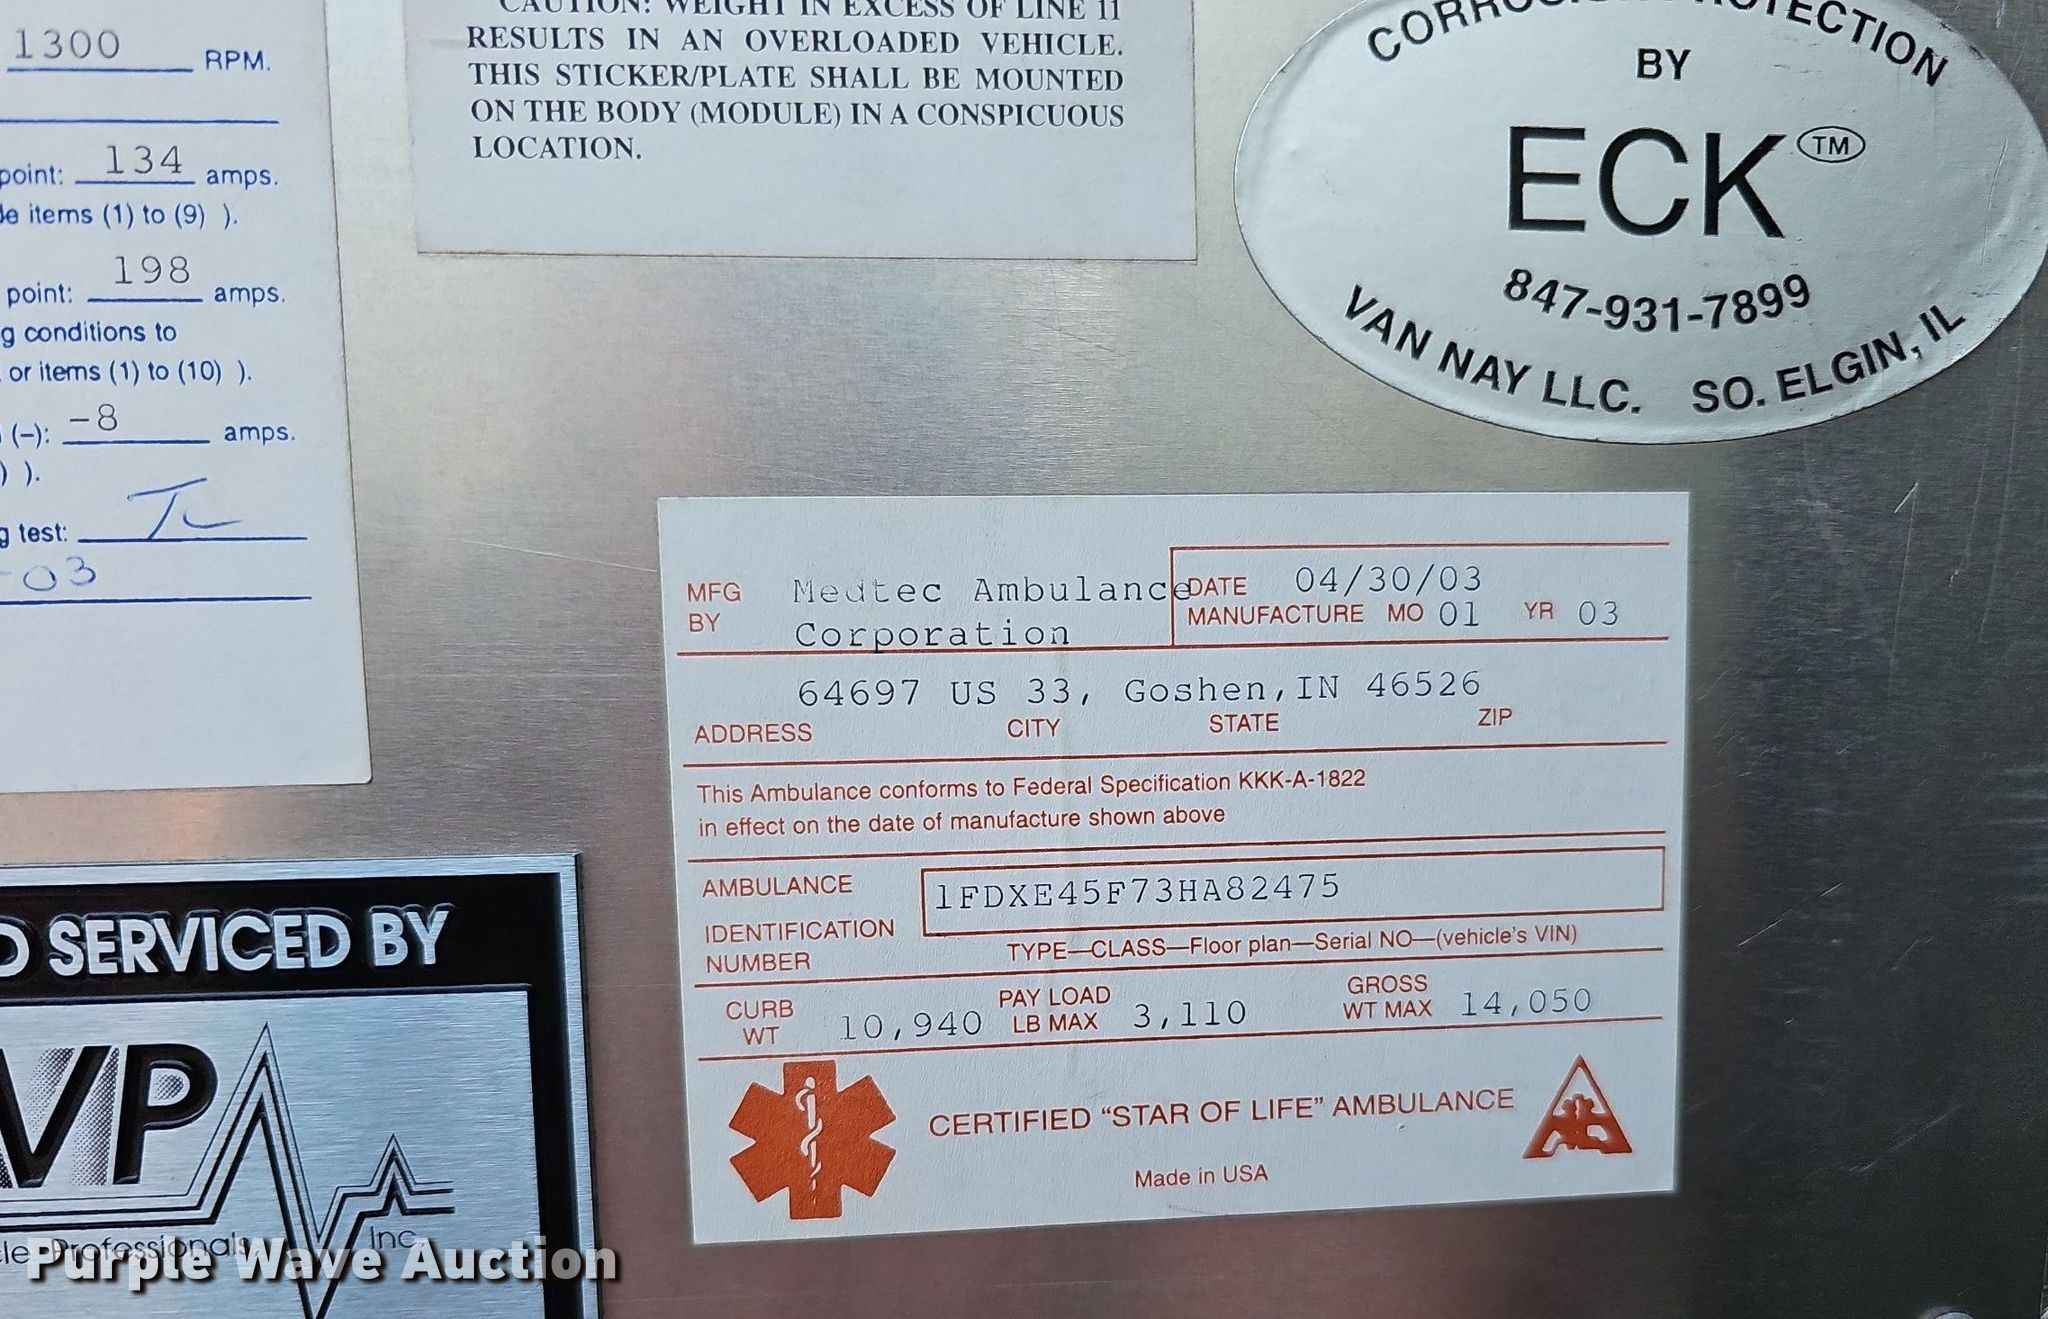 1300 RPM.
point: 134 amps.
items (1) to (9) ).
point: 198 amps.
conditions to
or items (1) to (10) ).
(-): -8 amps.
) ).
test:
-03
CAUTION: WEIGHT IN EXCESS OF LINE 11
RESULTS IN AN OVERLOADED VEHICLE.
THIS STICKER/PLATE SHALL BE MOUNTED
ON THE BODY (MODULE) IN A CONSPICUOUS
LOCATION.
CORROSION PROTECTION
BY
ECK TM
847-931-7899
VAN NAY LLC. SO. ELGIN, IL
MFG BY Medtec Ambulance Corporation
DATE 04/30/03
MANUFACTURE MO 01 YR 03
64697 US 33, Goshen, IN 46526
ADDRESS CITY STATE ZIP
This Ambulance conforms to Federal Specification KKK-A-1822
in effect on the date of manufacture shown above
AMBULANCE
IDENTIFICATION
NUMBER
1FDXE45F73HA82475
TYPE—CLASS—Floor plan—Serial NO—(vehicle's VIN)
CURB WT 10,940 PAY LOAD LB MAX 3,110 GROSS WT MAX 14,050
CERTIFIED "STAR OF LIFE" AMBULANCE
Made in USA
SERVICED BY
VP
Professionals, Inc.
Purple Wave Auction